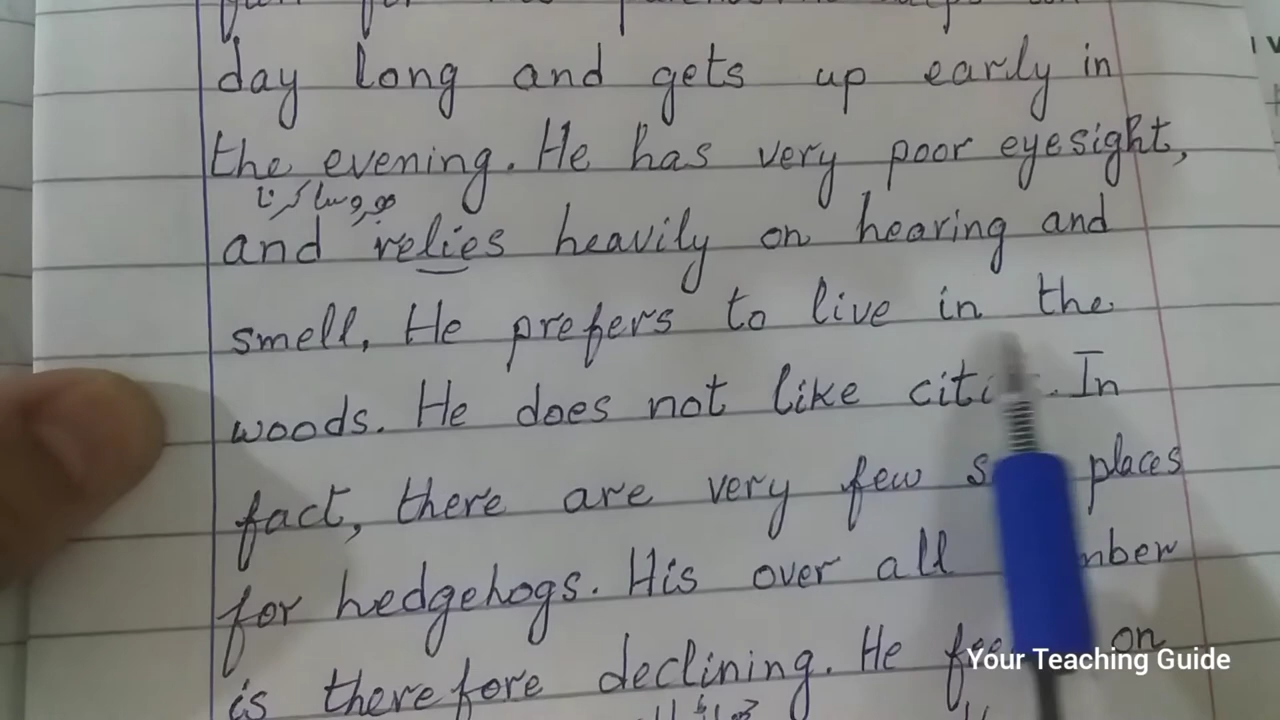 day long and gets up early in
the evening. He has very poor eyesight,
بھروسا کرنا
and relies heavily on hearing and
smell. He prefers to live in the
woods. He does not like In
fact, there are very few places
for hedgehogs. His over all
is therefore declining. He on
Your Teaching Guide